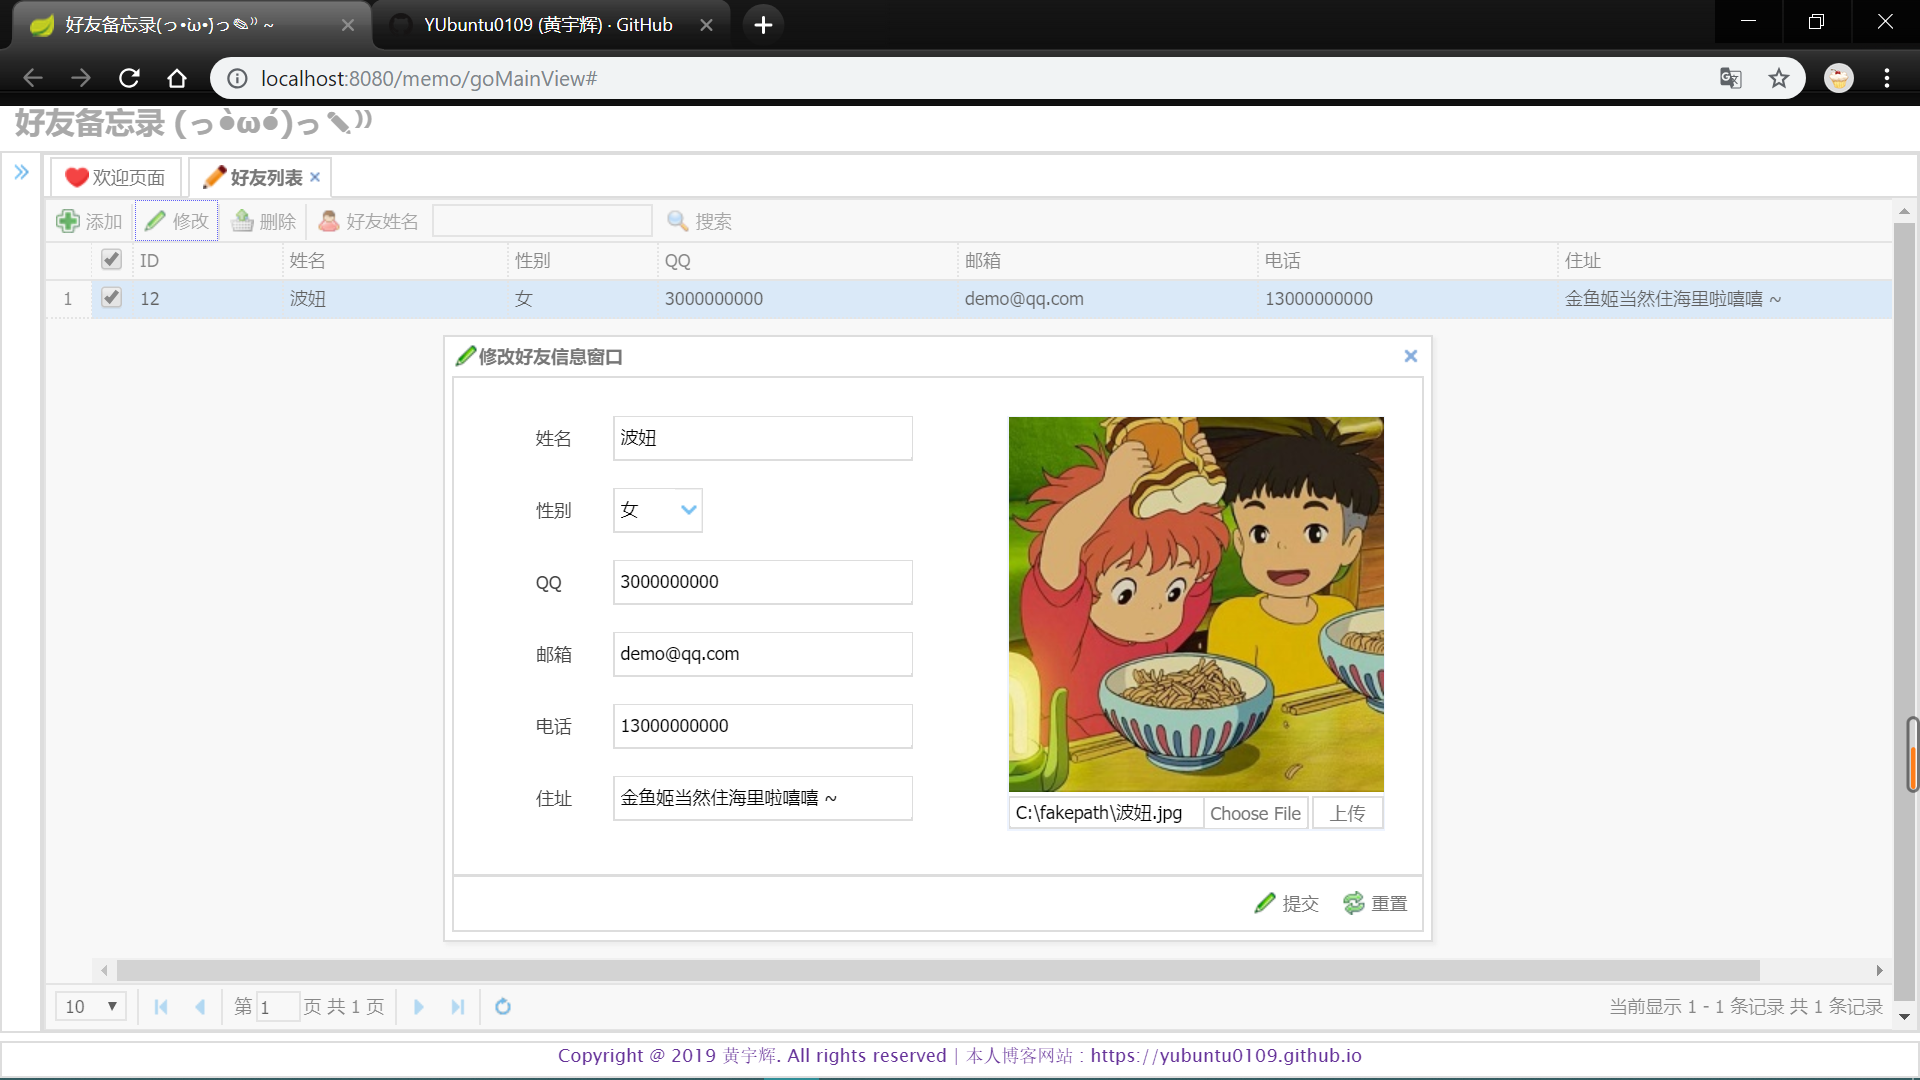 好友备忘录(っ•̀ω•́)っ✎⁾⁾ ~
YUbuntu0109 (黄宇辉) · GitHub
localhost:8080/memo/goMainView#
好友备忘录 (っ•̀ω•́)っ✎⁾⁾
欢迎页面
好友列表
添加 修改 删除 好友姓名 搜索
ID 姓名 性别 QQ 邮箱 电话 住址
1 12 波妞 女 3000000000 demo@qq.com 13000000000 金鱼姬当然住海里啦嘻嘻 ~
修改好友信息窗口
姓名 波妞
性别 女
QQ 3000000000
邮箱 demo@qq.com
电话 13000000000
住址 金鱼姬当然住海里啦嘻嘻 ~
C:\fakepath\波妞.jpg Choose File 上传
提交 重置
10 第 1 页 共 1 页 当前显示 1 - 1 条记录 共 1 条记录
Copyright @ 2019 黄宇辉. All rights reserved | 本人博客网站 : https://yubuntu0109.github.io